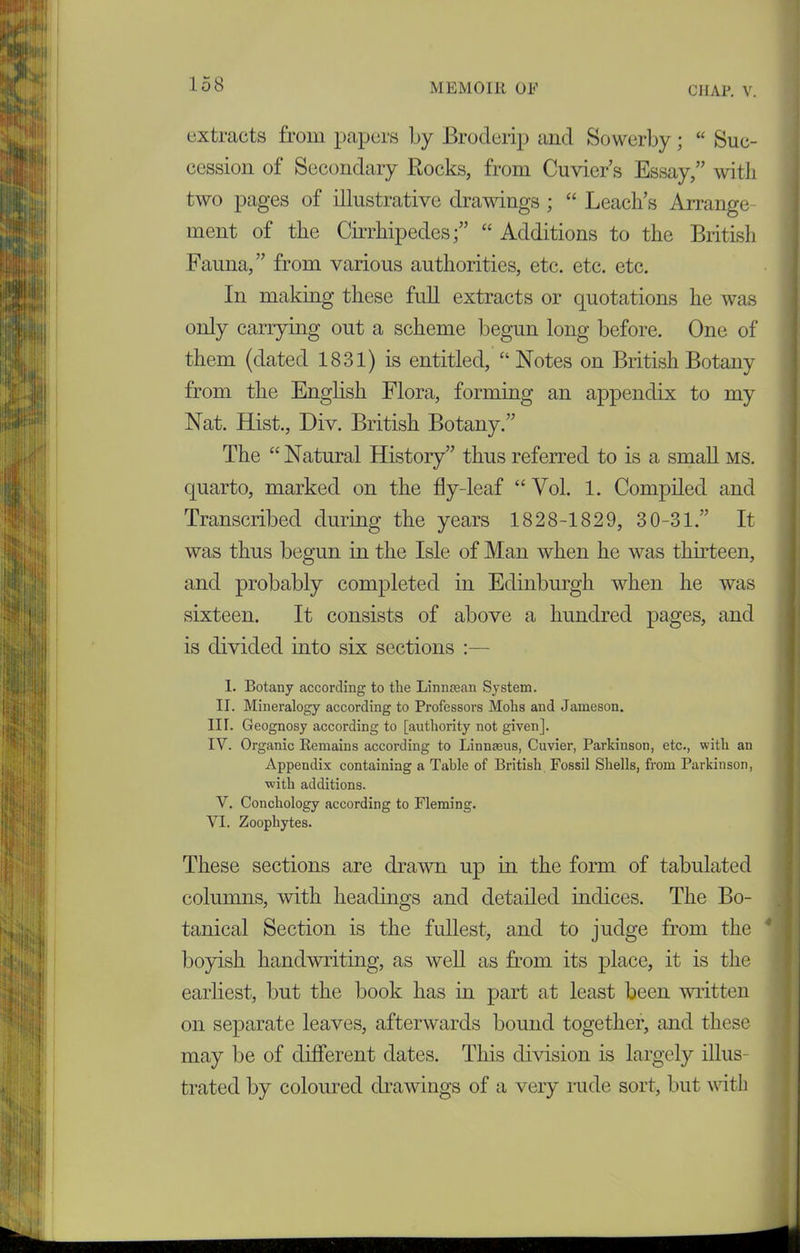 158 MEMOIR OF CHAP. V.
extracts from papers by Broderip and Sowerby; “ Suc-
cession of Secondary Rocks, from Cuvier’s Essay,” with
two pages of illustrative drawings ; “ Leach’s Arrange-
ment of the Cirrhipedes;” “ Additions to the British
Fauna,” from various authorities, etc. etc. etc.
In making these full extracts or quotations he was
only carrying out a scheme begun long before. One of
them (dated 1831) is entitled, “ Notes on British Botany
from the English Flora, forming an appendix to my
Nat. Hist., Div. British Botany.”
The “ Natural History” thus referred to is a small MS.
quarto, marked on the fly-leaf “ Vol. 1. Compiled and
Transcribed during the years 1828-1829, 30-31.” It
was thus begun in the Isle of Man when he was thirteen,
and probably completed in Edinburgh when he was
sixteen. It consists of above a hundred pages, and
is divided into six sections :—
I. Botany according to the Linnæan System.
II. Mineralogy according to Professors Mohs and Jameson.
III. Geognosy according to [authority not given].
IV. Organic Remains according to Linnæus, Cuvier, Parkinson, etc., with an
Appendix containing a Table of British Fossil Shells, from Parkinson,
with additions.
V. Conchology according to Fleming.
VI. Zoophytes.
These sections are drawn up in the form of tabulated
columns, with headings and detailed indices. The Bo-
tanical Section is the fullest, and to judge from the
boyish handwriting, as well as from its place, it is the
earliest, but the book has in part at least been written
on separate leaves, afterwards bound together, and these
may be of different dates. This division is largely illus-
trated by coloured drawings of a very rude sort, but with